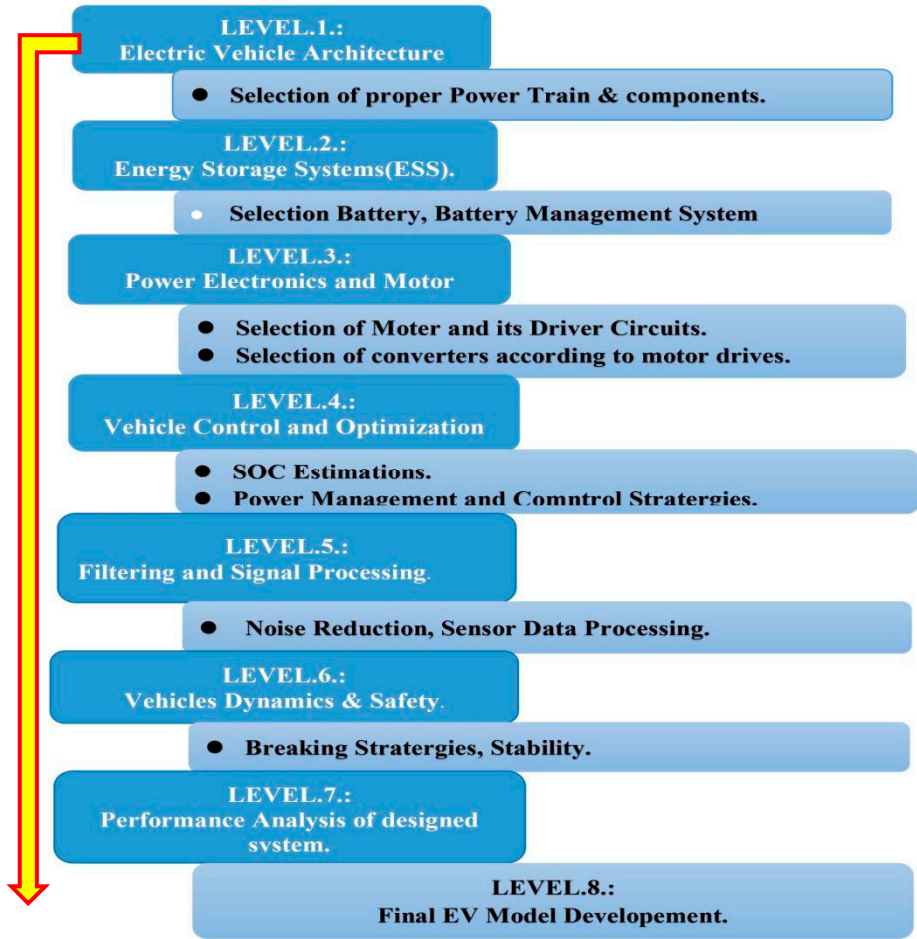 LEVEL.1.:
Electric Vehicle Architecture
● Selection of proper Power Train & components.
LEVEL.2.:
Energy Storage Systems(ESS).
● Selection Battery, Battery Management System
LEVEL.3.:
Power Electronics and Motor
● Selection of Moter and its Driver Circuits.
● Selection of converters according to motor drives.
LEVEL.4.:
Vehicle Control and Optimization
● SOC Estimations.
● Power Management and Comntrol Stratergies.
LEVEL.5.:
Filtering and Signal Processing.
● Noise Reduction, Sensor Data Processing.
LEVEL.6.:
Vehicles Dynamics & Safety.
● Breaking Stratergies, Stability.
LEVEL.7.:
Performance Analysis of designed
system.
LEVEL.8.:
Final EV Model Developement.